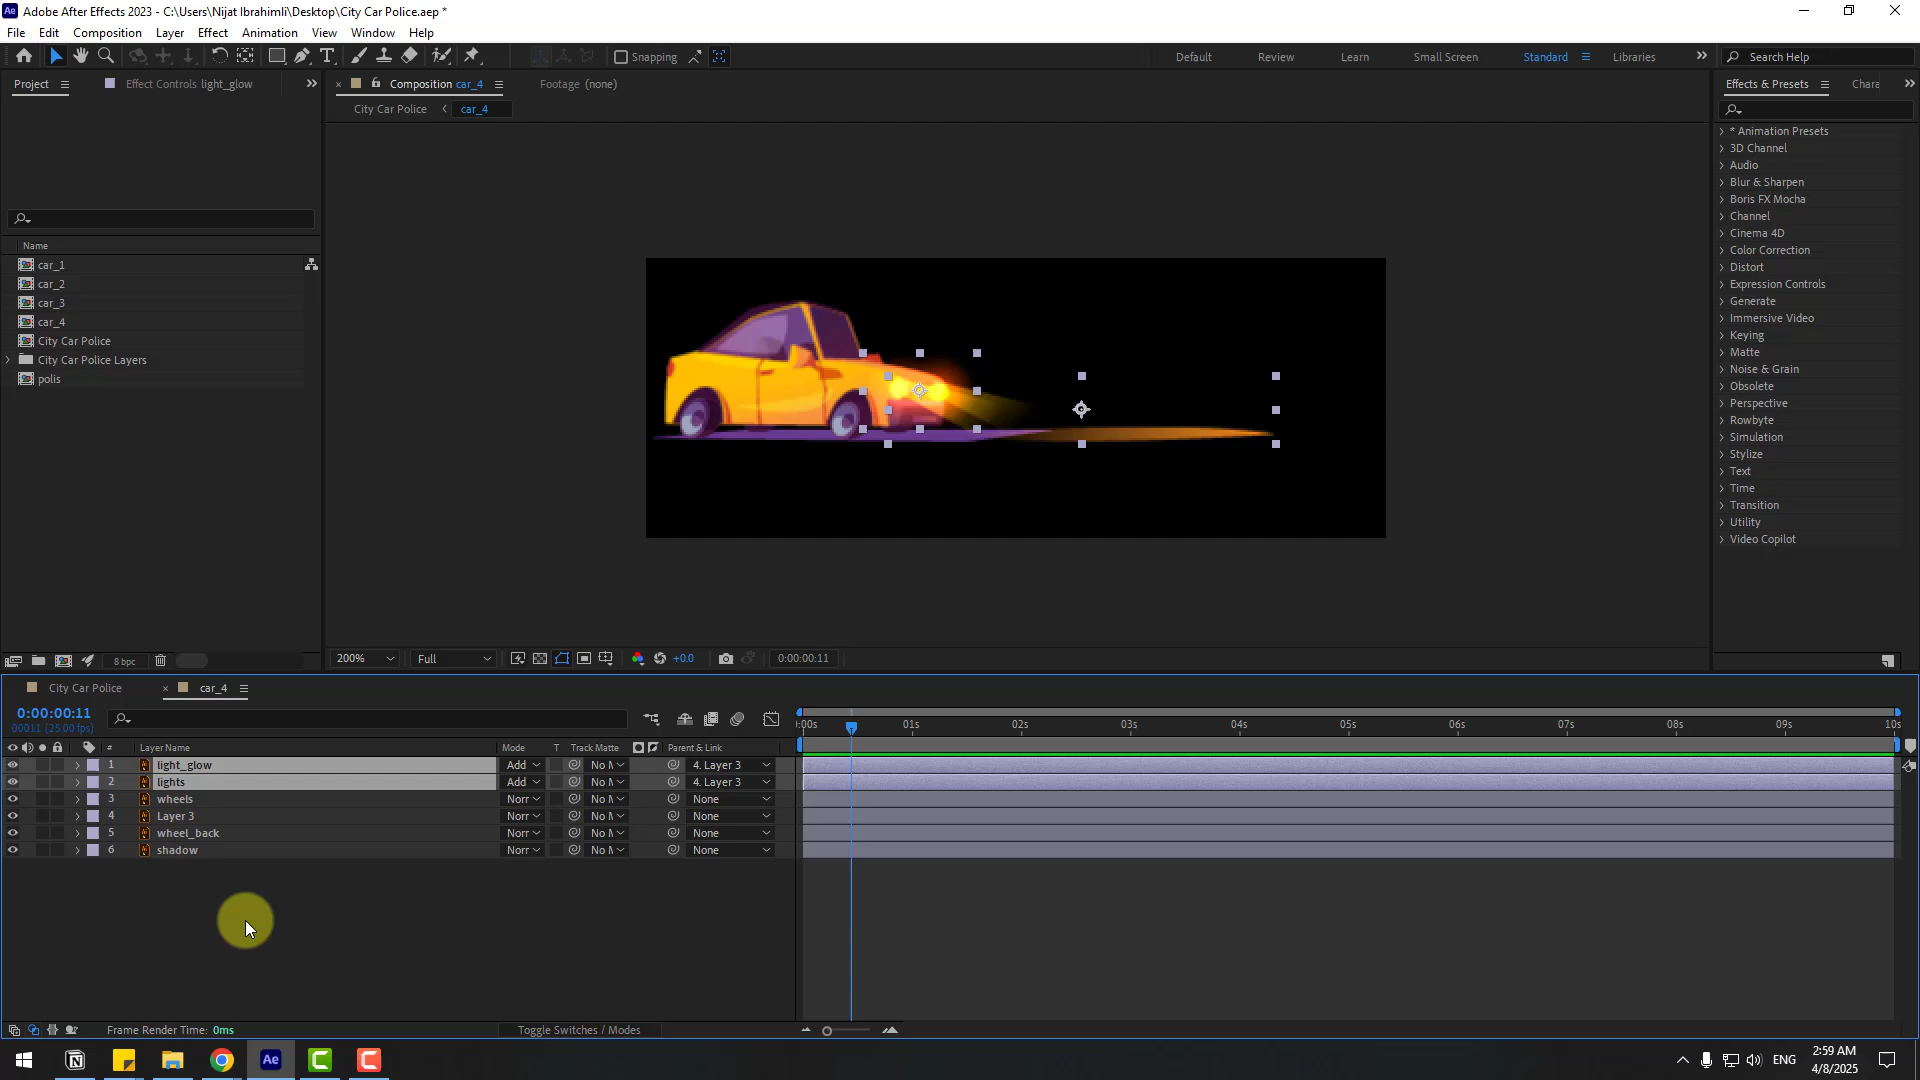 Adobe After Effects 2023 - C:\Users\Nijat Ibrahimli\Desktop\City Car Police.aep *
File Edit Composition Layer Effect Animation View Window Help
Snapping
Default Review Learn Standard Small Screen Libraries
Search Help
Project
Effect Controls light_glow
Composition car_4
Footage (none)
Effects & Presets
Chara
City Car Police
car_4
Name
car_1
car_2
car_3
car_4
City Car Police
City Car Police Layers
polis
* Animation Presets
3D Channel
Audio
Blur & Sharpen
Boris FX Mocha
Channel
Cinema 4D
Color Correction
Distort
Expression Controls
Generate
Immersive Video
Keying
Matte
Noise & Grain
Obsolete
Perspective
Rowbyte
Simulation
Stylize
Text
Time
Transition
Utility
Video Copilot
8 bpc
200%
Full
+0.0
0:00:00:11
City Car Police
car_4
0:00:00:11
00011 (25.00 fps)
:00s 01s 02s 03s 04s 05s 06s 07s 08s 09s 10s
# Layer Name Mode T Track Matte Parent & Link
1 light_glow Add No M 4. Layer 3
2 lights Add No M 4. Layer 3
3 wheels Norr No M None
4 Layer 3 Norr No M None
5 wheel_back Norr No M None
6 shadow Norr No M None
Frame Render Time: 0ms
Toggle Switches / Modes
ENG
2:59 AM
4/8/2025